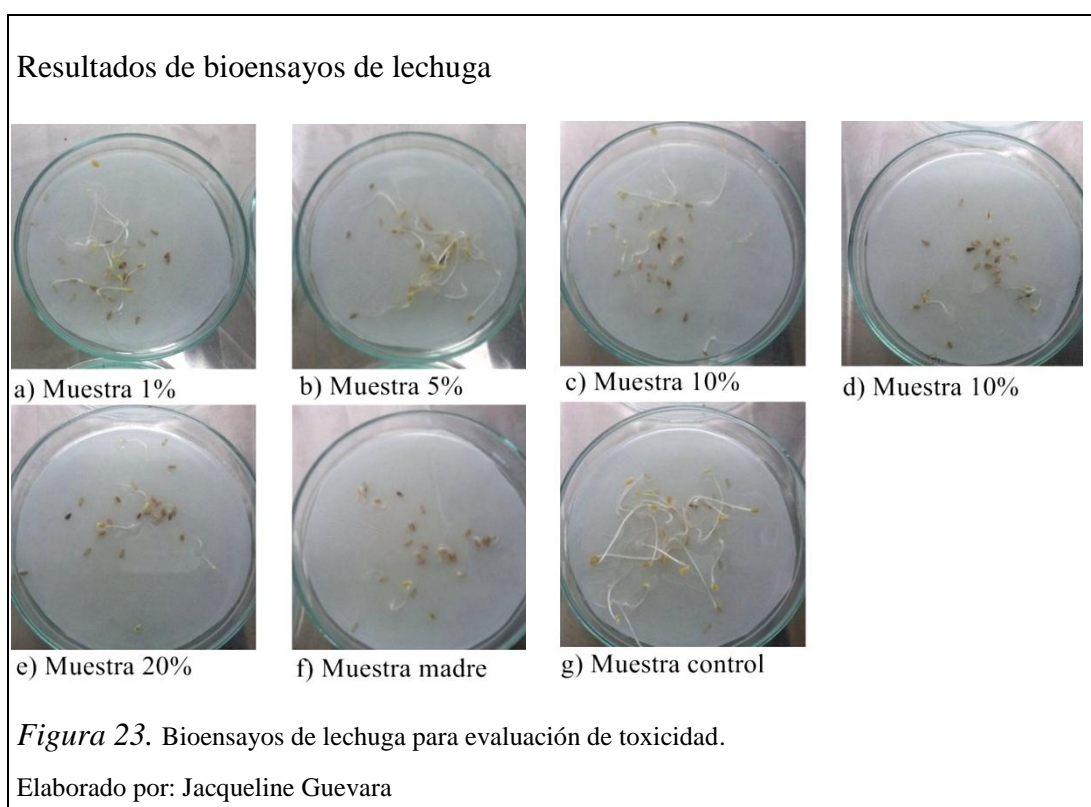 Resultados de bioensayos de lechuga
a) Muestra 1%
b) Muestra 5%
c) Muestra 10%
d) Muestra 10%
e) Muestra 20%
f) Muestra madre
g) Muestra control
Figura 23. Bioensayos de lechuga para evaluación de toxicidad.
Elaborado por: Jacqueline Guevara